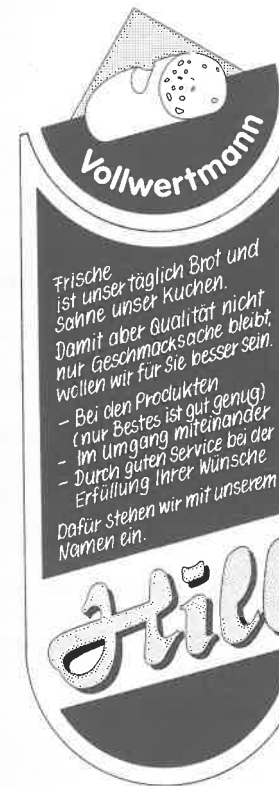 Vollwertmann
Frische
ist unser täglich Brot und
Sahne unser Kuchen.
Damit aber Qualität nicht
nur Geschmacksache bleibt,
wollen wir für Sie besser sein.
– Bei den Produkten
(nur Bestes ist gut genug)
– Im Umgang miteinander
– Durch guten Service bei der
Erfüllung Ihrer Wünsche
Dafür stehen wir mit unserem
Namen ein.